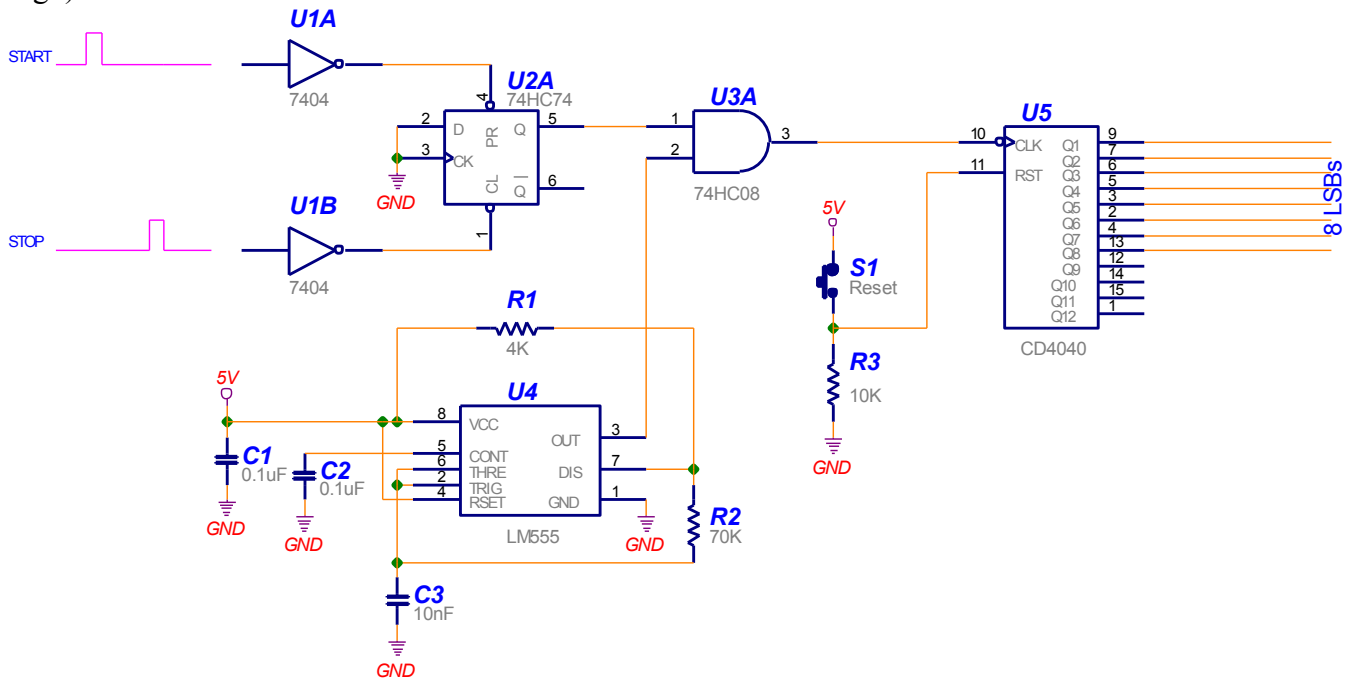 START
U1A
7404
2
3
D
CK
GND
4
PR
CL
1
U2A
74HC74
Q
Q
5
6
STOP
U1B
7404
1
2
U3A
74HC08
3
10
11
U5
CLK
RST
Q1
Q2
Q3
Q4
Q5
Q6
Q7
Q8
Q9
Q10
Q11
Q12
9
7
6
5
3
2
4
13
12
14
15
1
CD4040
8 LSBs
5V
S1
Reset
R3
10K
GND
R1
4K
5V
C1
0.1uF
GND
C2
0.1uF
GND
U4
8
5
6
2
4
VCC
CONT
THRE
TRIG
RSET
OUT
DIS
GND
3
7
1
LM555
GND
R2
70K
C3
10nF
GND